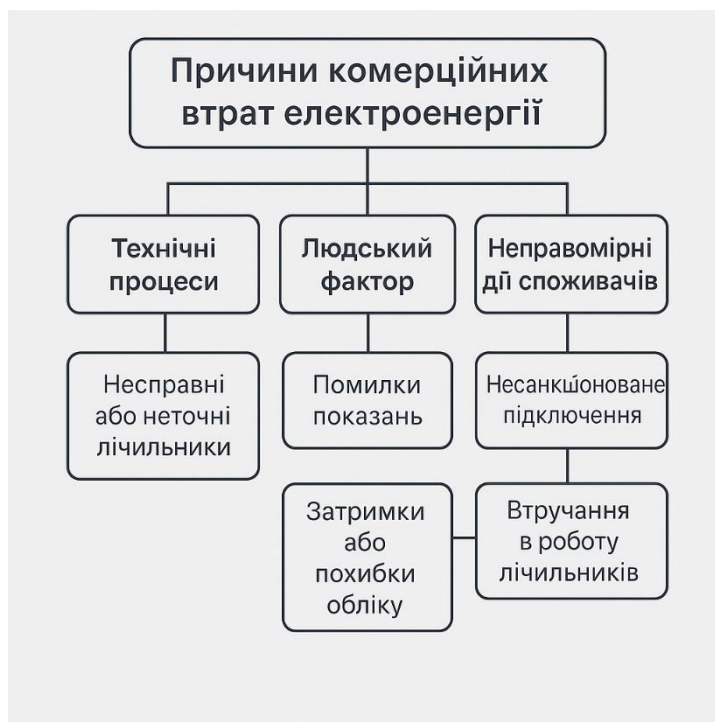 Причини комерційних
втрат електроенергії
Технічні
процеси
Людський
фактор
Неправомірні
дії споживачів
Несправні
або неточні
лічильники
Помилки
показань
Несанкціоноване
підключення
Затримки
або
похибки
обліку
Втручання
в роботу
лічильників